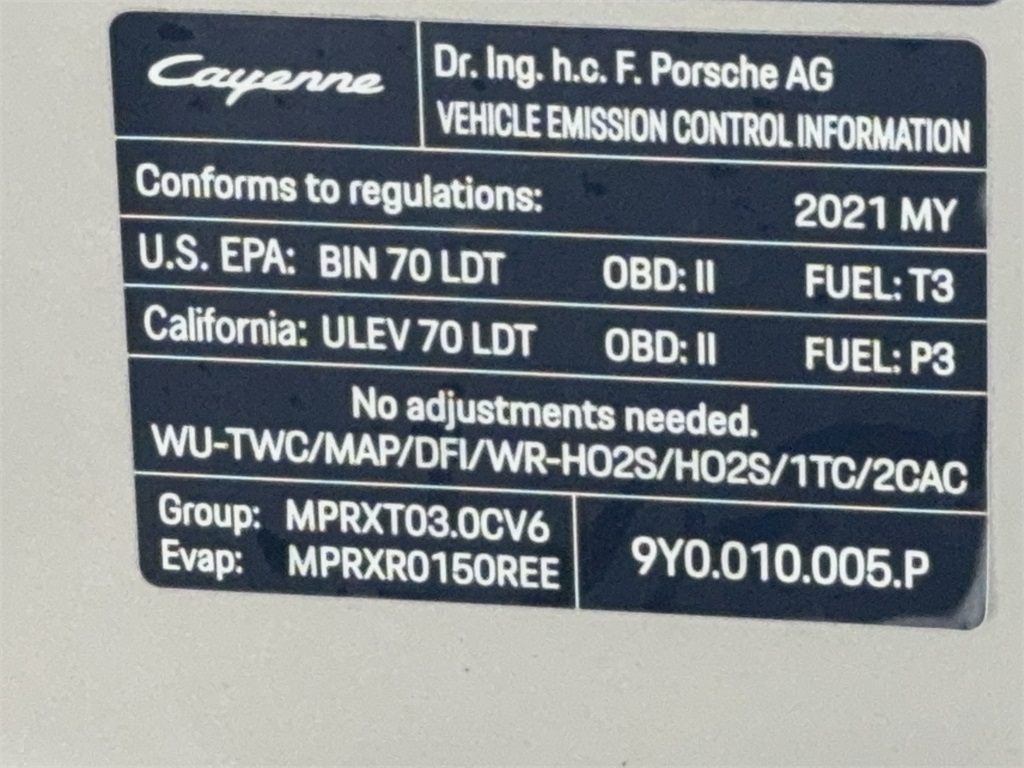 Cayenne
Dr. Ing. h.c. F. Porsche AG
VEHICLE EMISSION CONTROL INFORMATION
Conforms to regulations: 2021 MY
U.S. EPA: BIN 70 LDT OBD: II FUEL: T3
California: ULEV 70 LDT OBD: II FUEL: P3
No adjustments needed.
WU-TWC/MAP/DFI/WR-HO2S/HO2S/1TC/2CAC
Group: MPRXT03.0CV6
Evap: MPRXR0150REE
9Y0.010.005.P